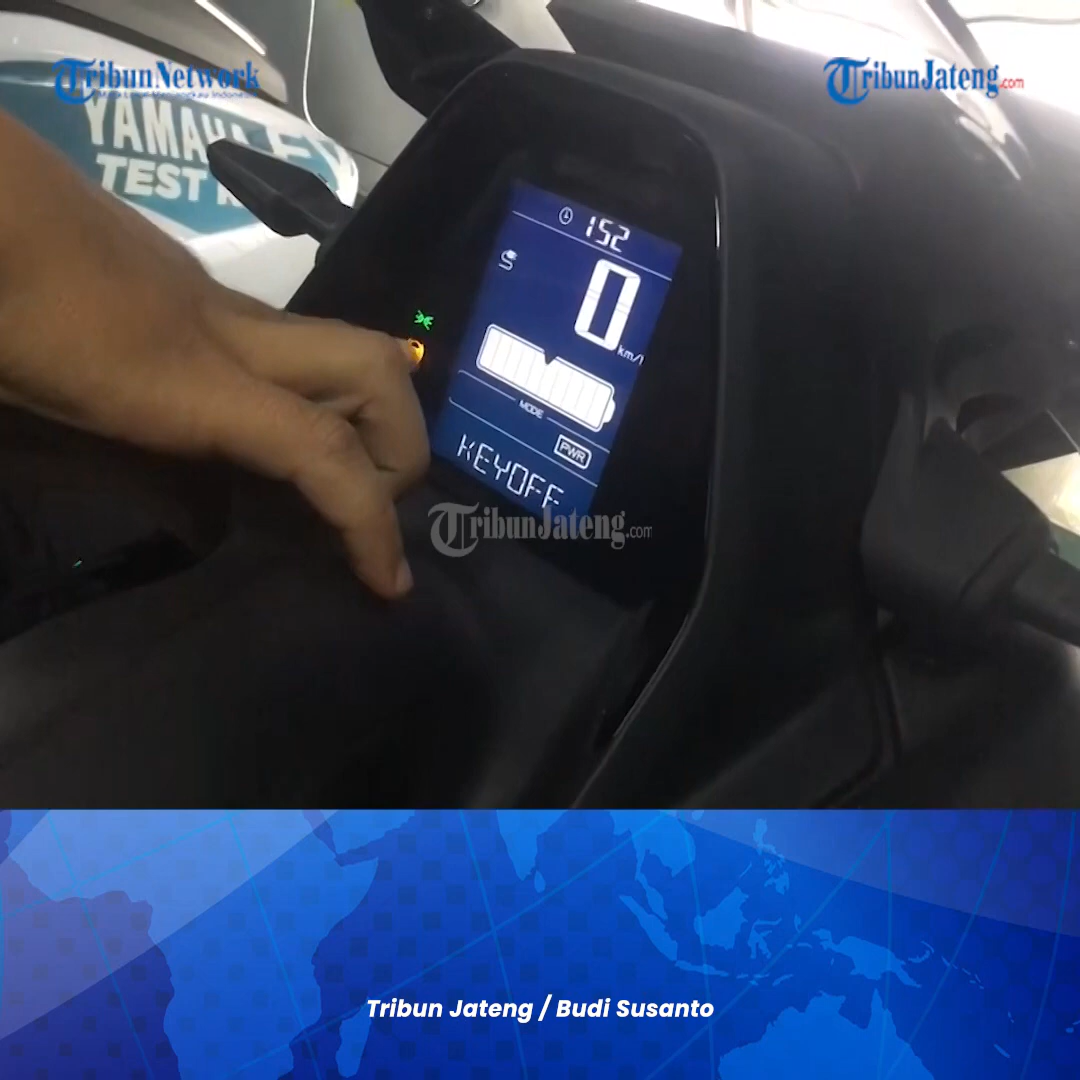 TribunNetwork
TribunJateng.com
YAMAHA
TEST
152
0
km/
MODE
PWR
KEYOFF
TribunJateng.com
Tribun Jateng / Budi Susanto